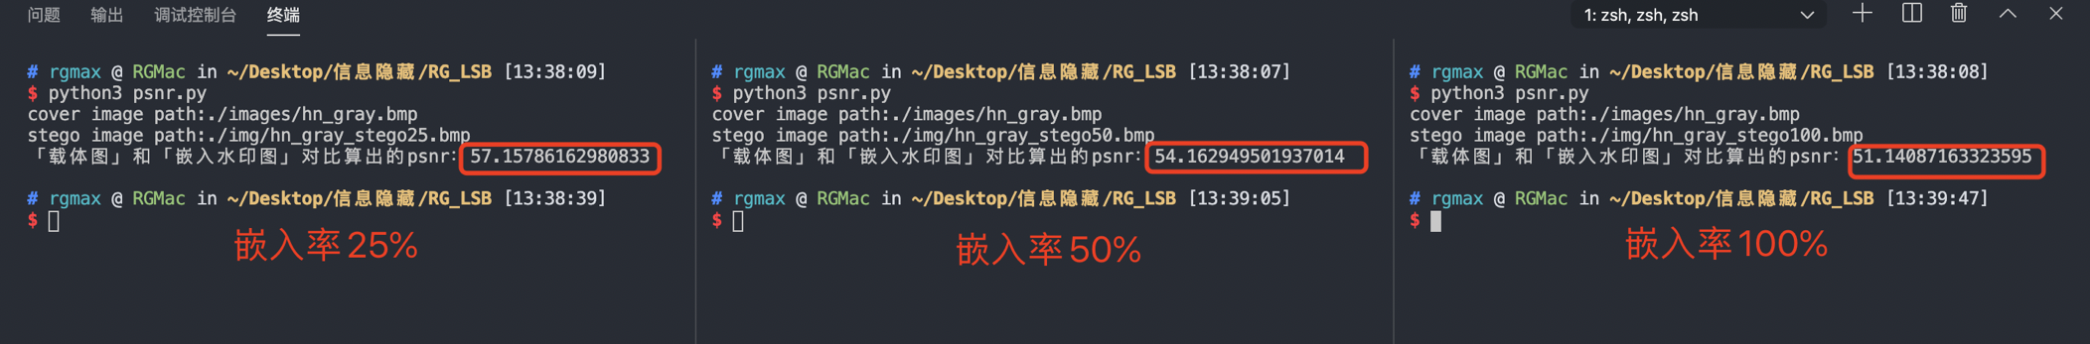 问题 输出 调试控制台 终端 1: zsh, zsh, zsh
# rgmax @ RGMac in ~/Desktop/信息隐藏/RG_LSB [13:38:09]
$ python3 psnr.py
cover image path:./images/hn_gray.bmp
stego image path:./img/hn_gray_stego25.bmp
「载体图」和「嵌入水印图」对比算出的psnr: 57.15786162980833
# rgmax @ RGMac in ~/Desktop/信息隐藏/RG_LSB [13:38:39]
$
嵌入率25%
# rgmax @ RGMac in ~/Desktop/信息隐藏/RG_LSB [13:38:07]
$ python3 psnr.py
cover image path:./images/hn_gray.bmp
stego image path:./img/hn_gray_stego50.bmp
「载体图」和「嵌入水印图」对比算出的psnr: 54.162949501937014
# rgmax @ RGMac in ~/Desktop/信息隐藏/RG_LSB [13:39:05]
$
嵌入率50%
# rgmax @ RGMac in ~/Desktop/信息隐藏/RG_LSB [13:38:08]
$ python3 psnr.py
cover image path:./images/hn_gray.bmp
stego image path:./img/hn_gray_stego100.bmp
「载体图」和「嵌入水印图」对比算出的psnr: 51.14087163323595
# rgmax @ RGMac in ~/Desktop/信息隐藏/RG_LSB [13:39:47]
$
嵌入率100%